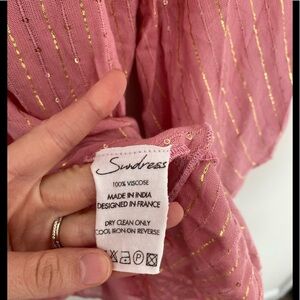 Sundress
100% VISCOSE
MADE IN INDIA
DESIGNED IN FRANCE
DRY CLEAN ONLY
COOL IRON ON REVERSE